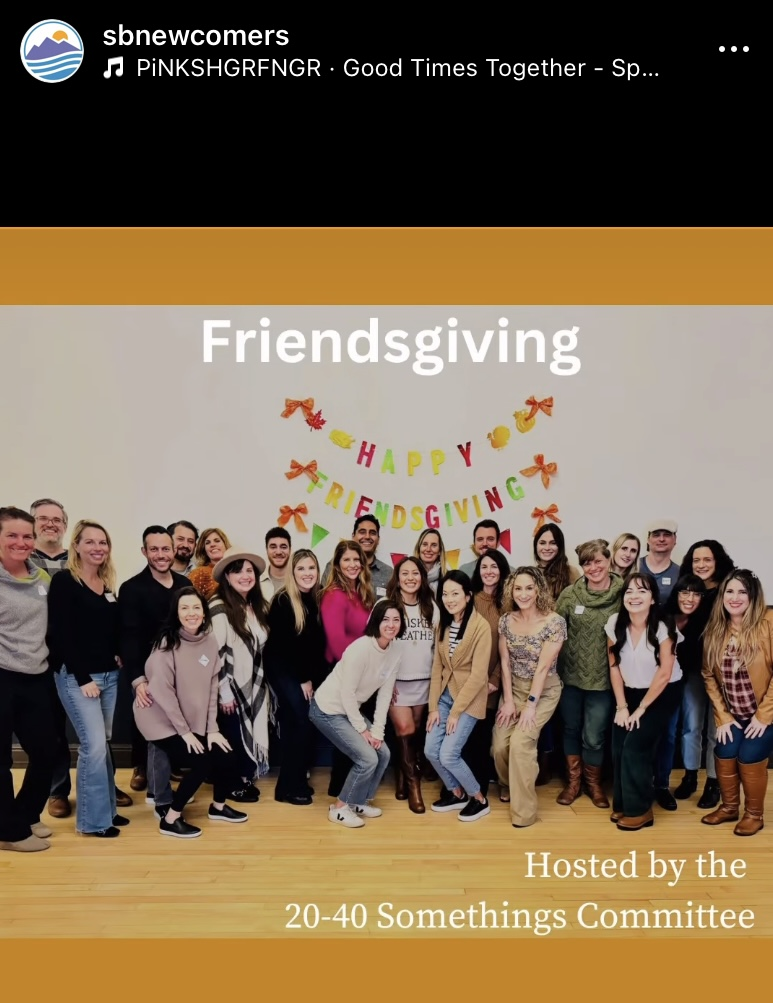 sbnewcomers
PiNKSHGRFNGR · Good Times Together - Sp...
Friendsgiving
HAPPY
FRIENDSGIVING
Hosted by the
20-40 Somethings Committee